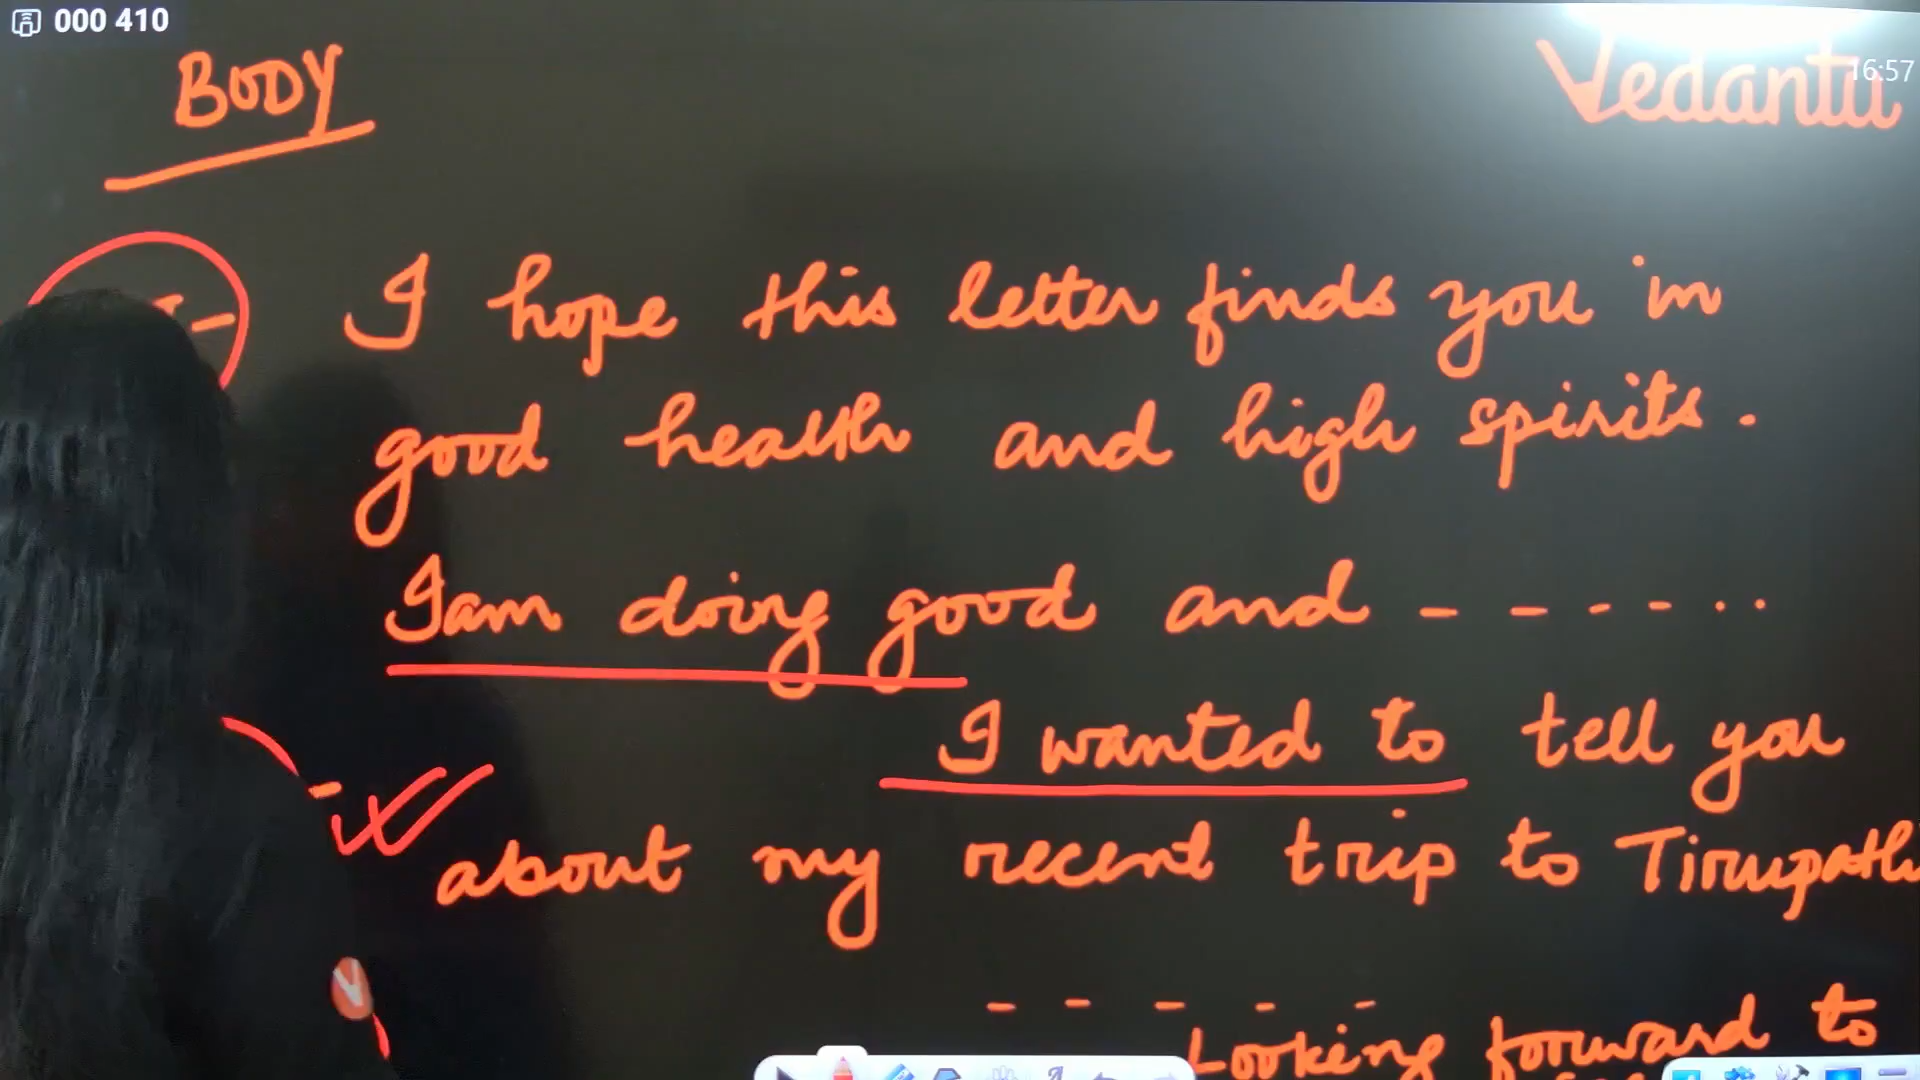 000 410
BODY
Vedantu
16:57
I hope this letter finds you in
good health and high spirits.
I am doing good and - - - - - . .
I wanted to tell you
about my recent trip to Tirupathi
- - - - -
Looking forward to